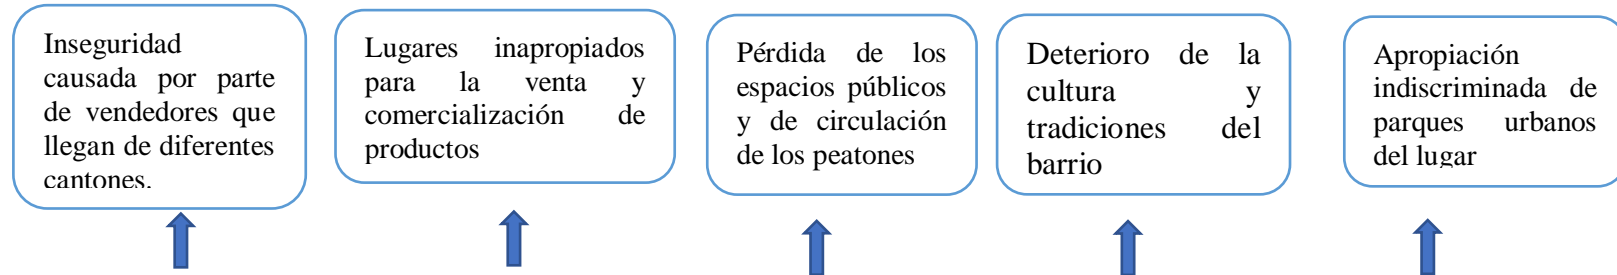 Inseguridad
causada por parte
de vendedores que
llegan de diferentes
cantones.
Lugares inapropiados
para la venta y
comercialización de
productos
Pérdida de los
espacios públicos
y de circulación
de los peatones
Deterioro de la
cultura y
tradiciones del
barrio
Apropiación
indiscriminada de
parques urbanos
del lugar